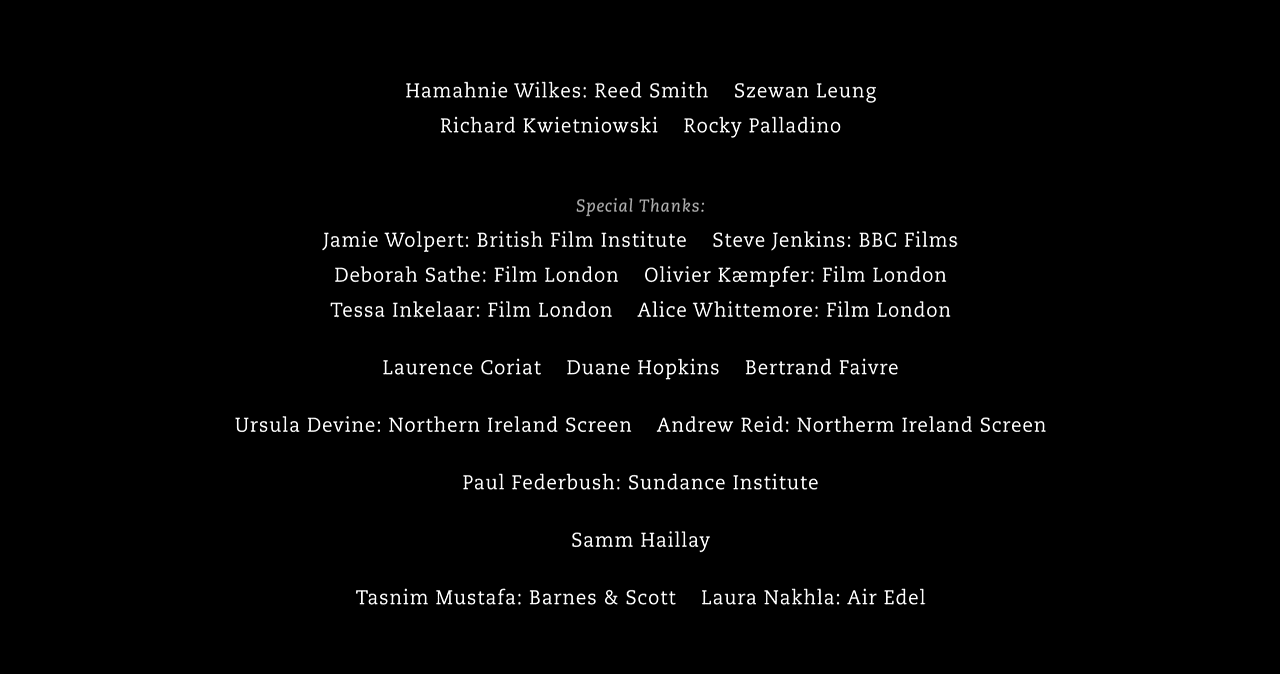 Hamahnie Wilkes: Reed Smith Szewan Leung
Richard Kwietniowski Rocky Palladino
Special Thanks:
Jamie Wolpert: British Film Institute Steve Jenkins: BBC Films
Deborah Sathe: Film London Olivier Kæmpfer: Film London
Tessa Inkelaar: Film London Alice Whittemore: Film London
Laurence Coriat Duane Hopkins Bertrand Faivre
Ursula Devine: Northern Ireland Screen Andrew Reid: Northerm Ireland Screen
Paul Federbush: Sundance Institute
Samm Haillay
Tasnim Mustafa: Barnes & Scott Laura Nakhla: Air Edel